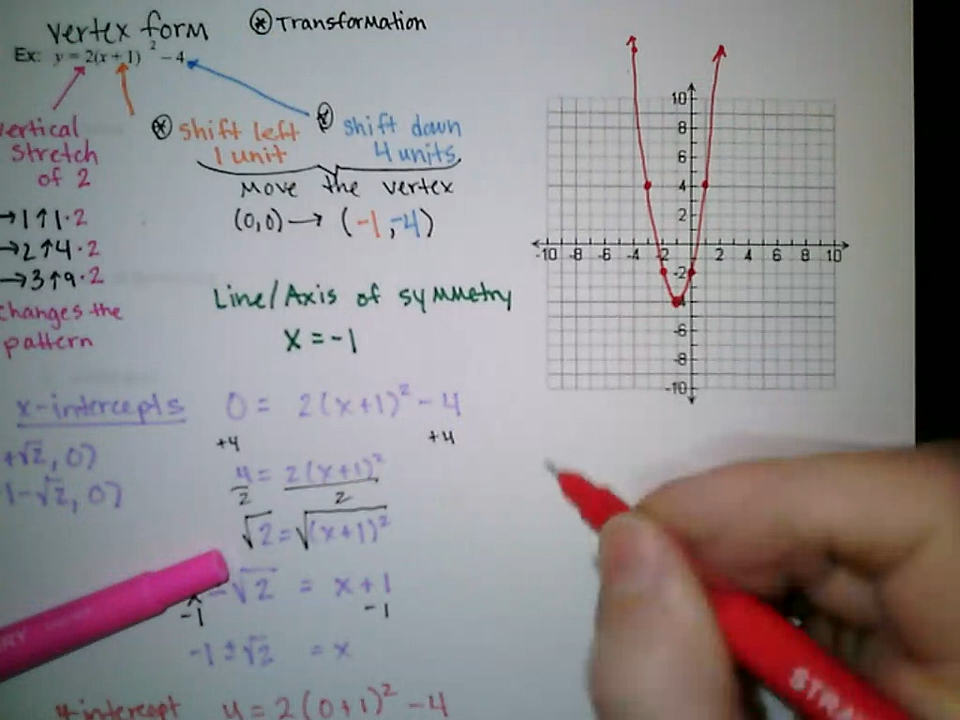 vertex form
* Transformation
Ex: y = 2(x + 1)² − 4
vertical stretch of 2
* shift left 1 unit
* shift down 4 units
Move the vertex
(0,0) → (-1,-4)
→1↑1·2
→2↑4·2
→3↑9·2
changes the pattern
Line/Axis of symmetry
x = -1
x-intercepts
+√2, 0)
1-√2, 0)
0 = 2(x+1)² - 4
+4 +4
4 = 2(x+1)²
2 2
√2 = √(x+1)²
-√2 = x+1
-1 -1
-1±√2 = x
y-intercept y = 2(0+1)² - 4
10
8
6
4
2
-10 -8 -6 -4 -2 2 4 6 8 10
-2
-6
-8
-10
STRA
RY